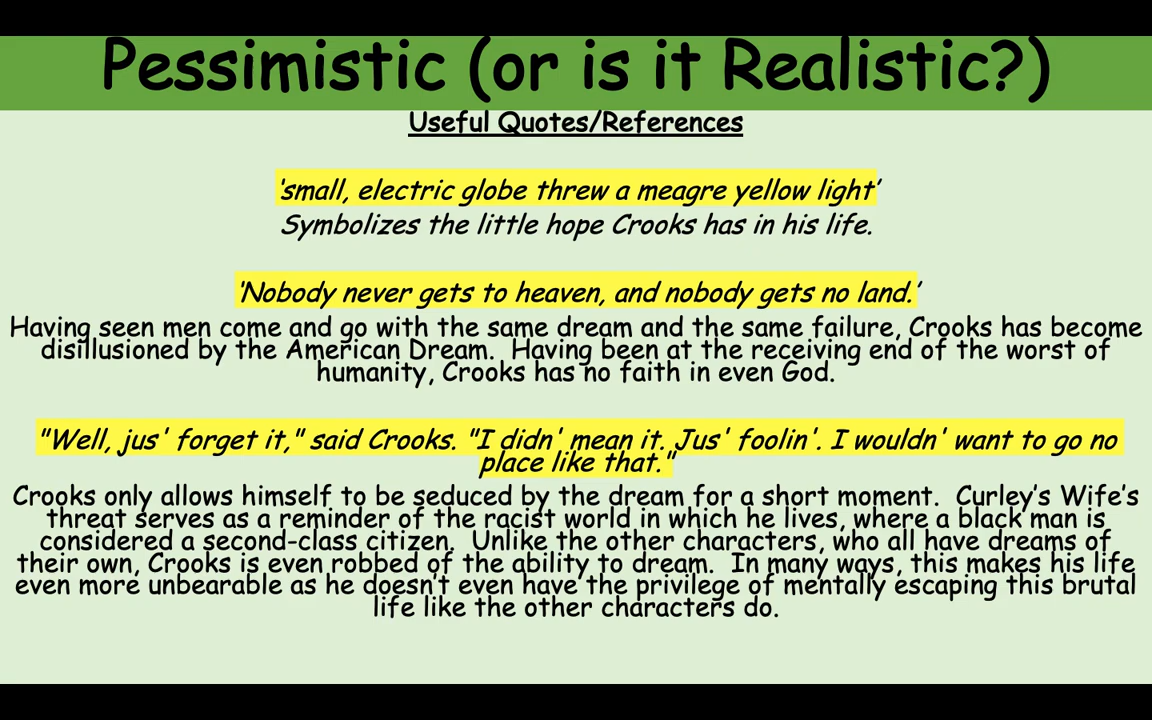 Pessimistic (or is it Realistic?)
Useful Quotes/References
‘small, electric globe threw a meagre yellow light’
Symbolizes the little hope Crooks has in his life.
‘Nobody never gets to heaven, and nobody gets no land.’
Having seen men come and go with the same dream and the same failure, Crooks has become
disillusioned by the American Dream.  Having been at the receiving end of the worst of
humanity, Crooks has no faith in even God.
"Well, jus' forget it," said Crooks. "I didn' mean it. Jus' foolin'. I wouldn' want to go no
place like that."
Crooks only allows himself to be seduced by the dream for a short moment.  Curley’s Wife’s
threat serves as a reminder of the racist world in which he lives, where a black man is
considered a second-class citizen.  Unlike the other characters, who all have dreams of
their own, Crooks is even robbed of the ability to dream.  In many ways, this makes his life
even more unbearable as he doesn’t even have the privilege of mentally escaping this brutal
life like the other characters do.